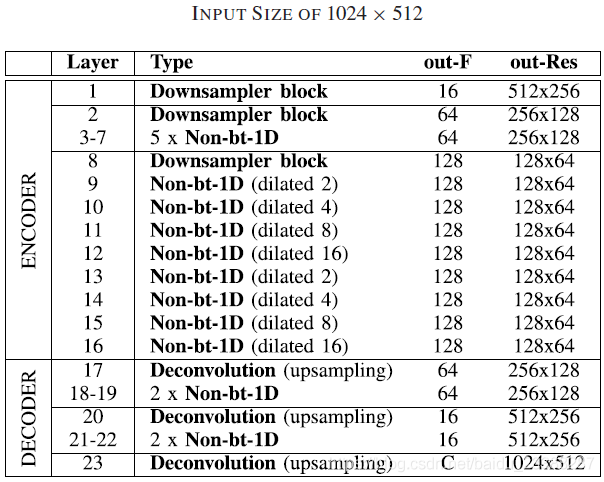 INPUT SIZE OF 1024 × 512
Layer Type out-F out-Res
ENCODER
1 Downsampler block 16 512x256
2 Downsampler block 64 256x128
3-7 5 x Non-bt-1D 64 256x128
8 Downsampler block 128 128x64
9 Non-bt-1D (dilated 2) 128 128x64
10 Non-bt-1D (dilated 4) 128 128x64
11 Non-bt-1D (dilated 8) 128 128x64
12 Non-bt-1D (dilated 16) 128 128x64
13 Non-bt-1D (dilated 2) 128 128x64
14 Non-bt-1D (dilated 4) 128 128x64
15 Non-bt-1D (dilated 8) 128 128x64
16 Non-bt-1D (dilated 16) 128 128x64
DECODER
17 Deconvolution (upsampling) 64 256x128
18-19 2 x Non-bt-1D 64 256x128
20 Deconvolution (upsampling) 16 512x256
21-22 2 x Non-bt-1D 16 512x256
23 Deconvolution (upsampling) C 1024x512